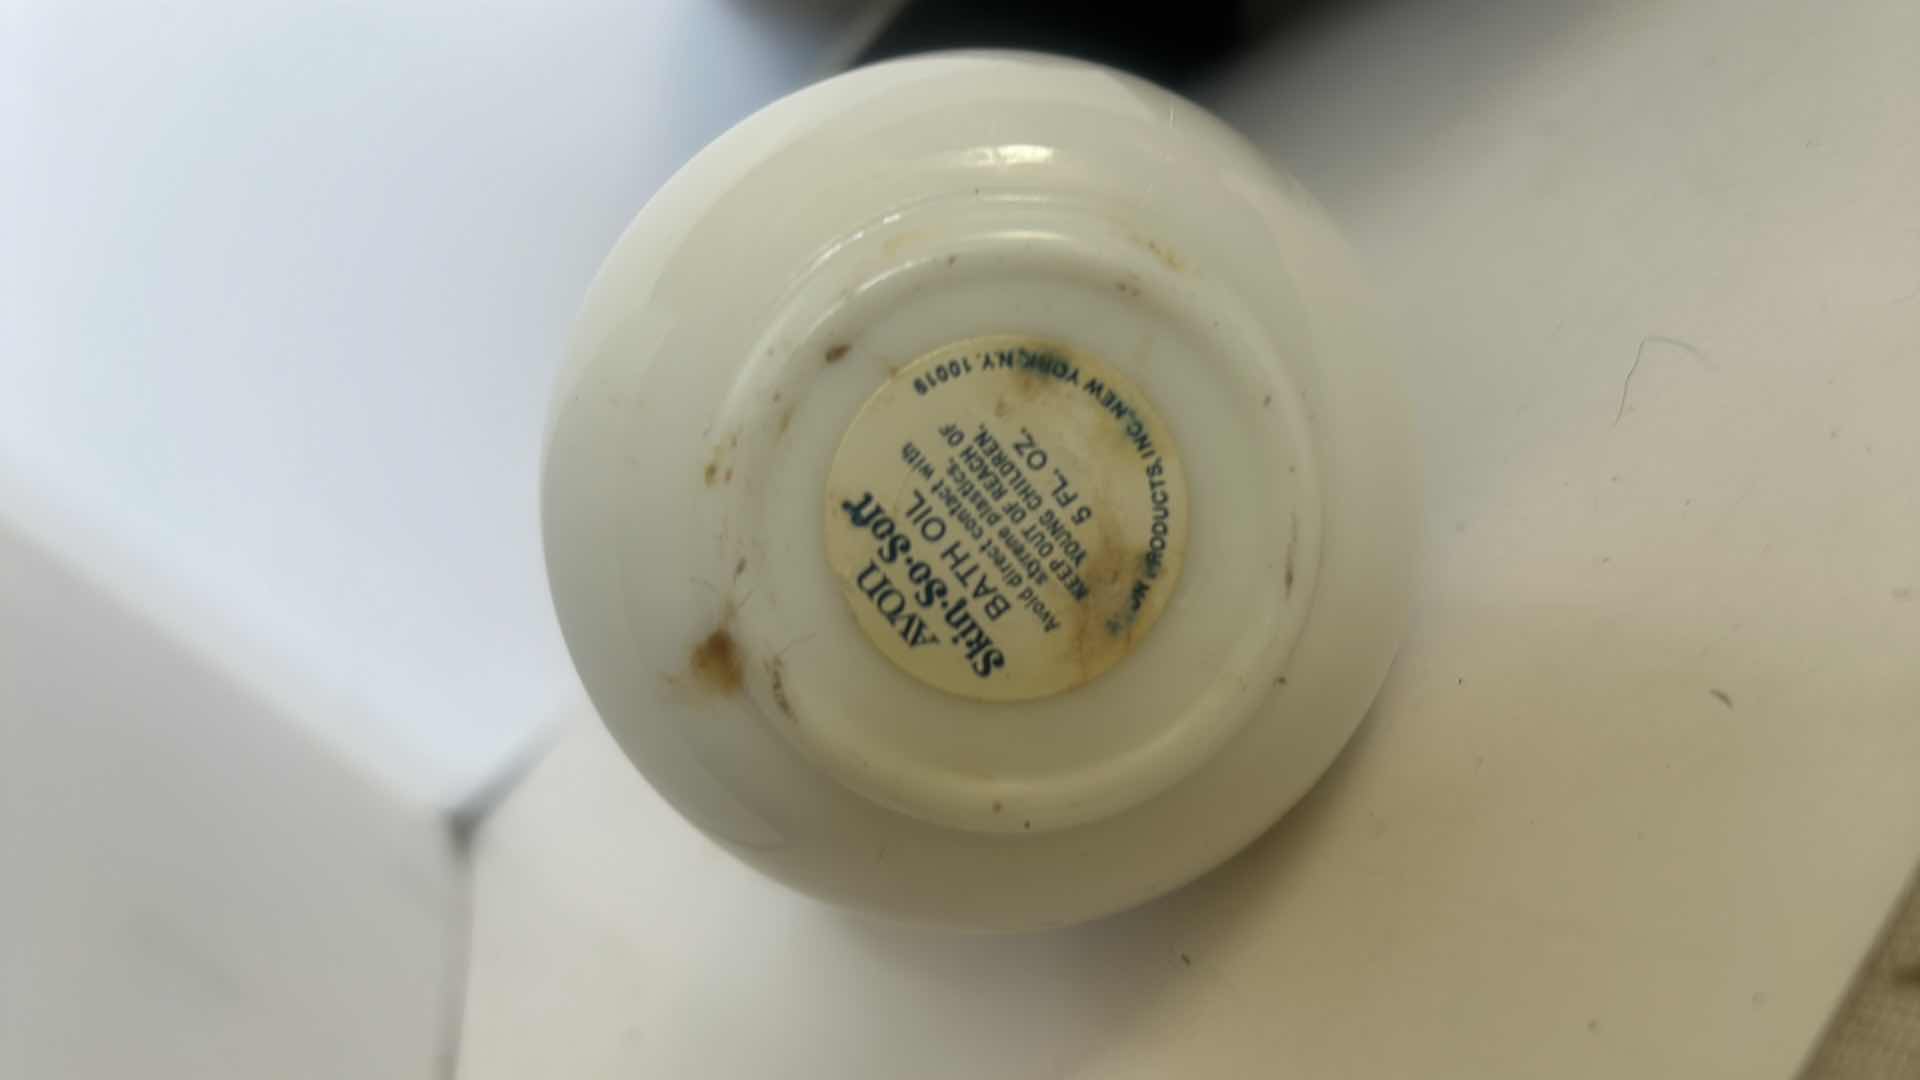 AVON
Skin·So·Soft
BATH OIL
Avoid direct contact with
styrene plastics.
KEEP OUT OF REACH OF
YOUNG CHILDREN.
5 FL. OZ.
PRODUCTS, INC., NEW YORK, N.Y. 10019